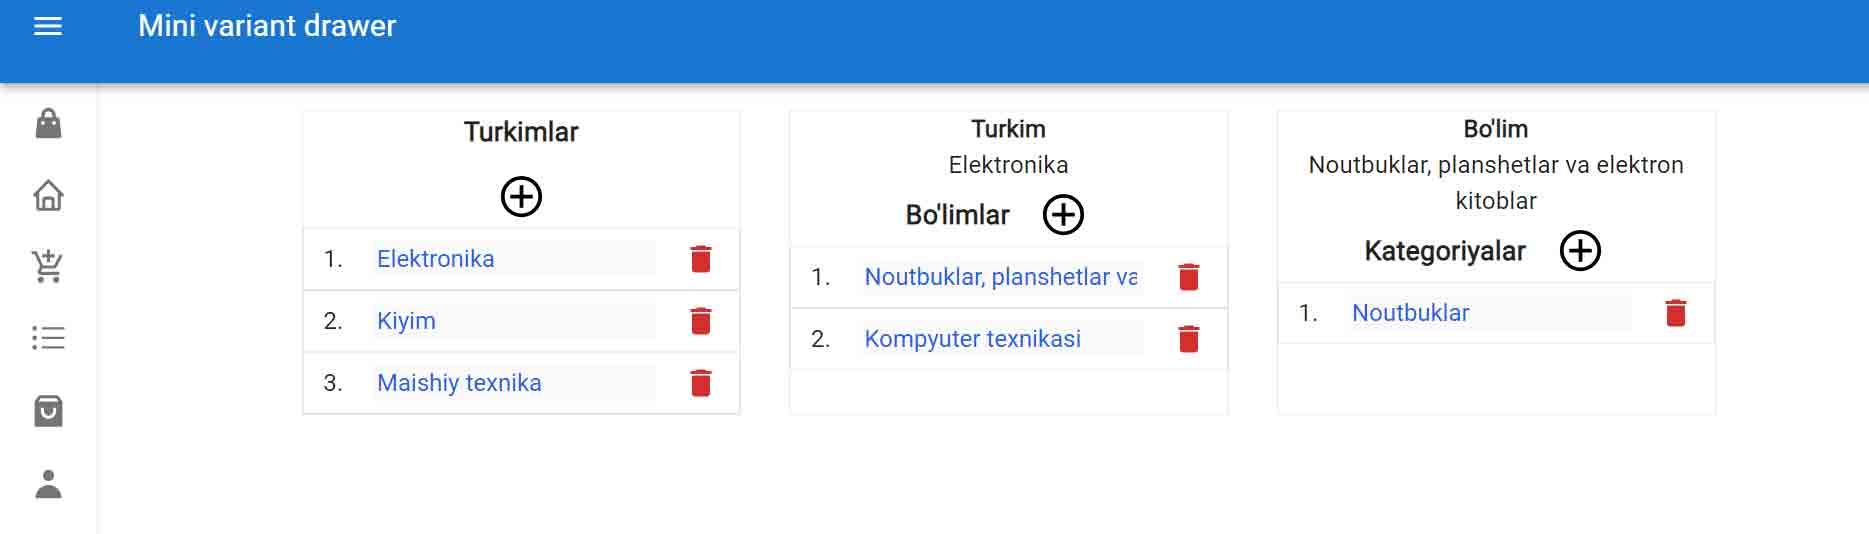 Mini variant drawer
Turkimlar
1. Elektronika
2. Kiyim
3. Maishiy texnika
Turkim
Elektronika
Bo'limlar
1. Noutbuklar, planshetlar va
2. Kompyuter texnikasi
Bo'lim
Noutbuklar, planshetlar va elektron
kitoblar
Kategoriyalar
1. Noutbuklar